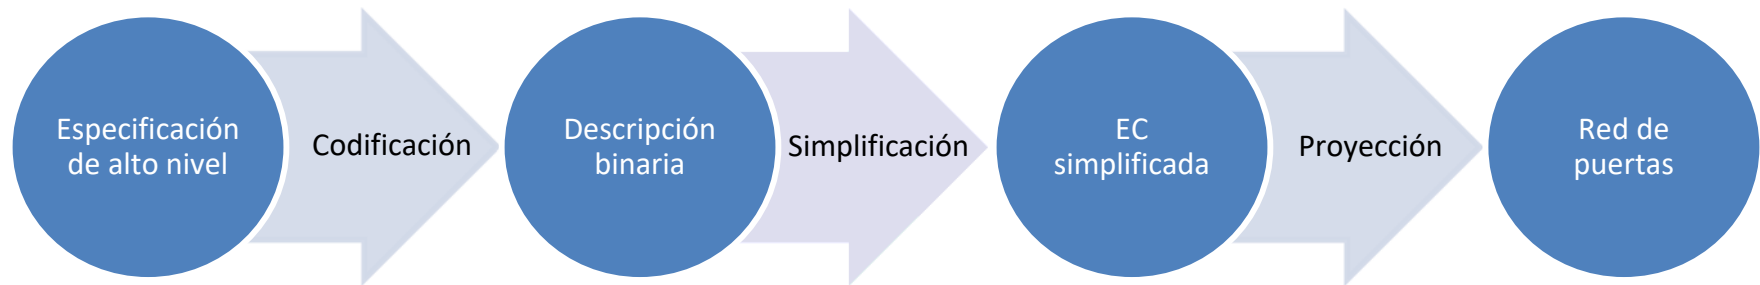 Especificación
de alto nivel
Codificación
Descripción
binaria
Simplificación
EC
simplificada
Proyección
Red de
puertas